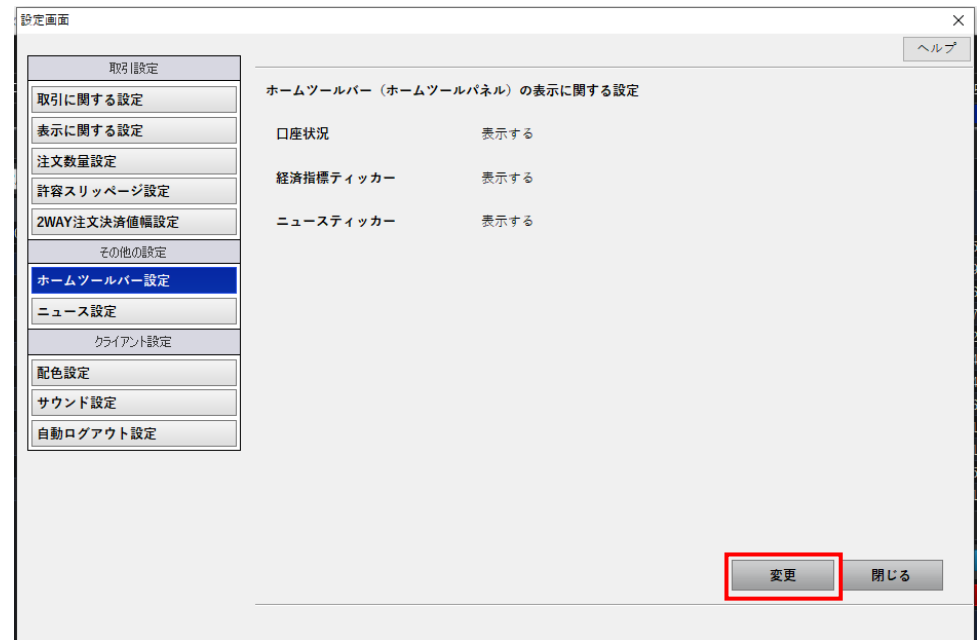 設定画面
ヘルプ
取引設定
取引に関する設定
表示に関する設定
注文数量設定
許容スリッページ設定
2WAY注文決済値幅設定
その他の設定
ホームツールバー設定
ニュース設定
クライアント設定
配色設定
サウンド設定
自動ログアウト設定
ホームツールバー（ホームツールパネル）の表示に関する設定
口座状況 表示する
経済指標ティッカー 表示する
ニュースティッカー 表示する
変更 閉じる